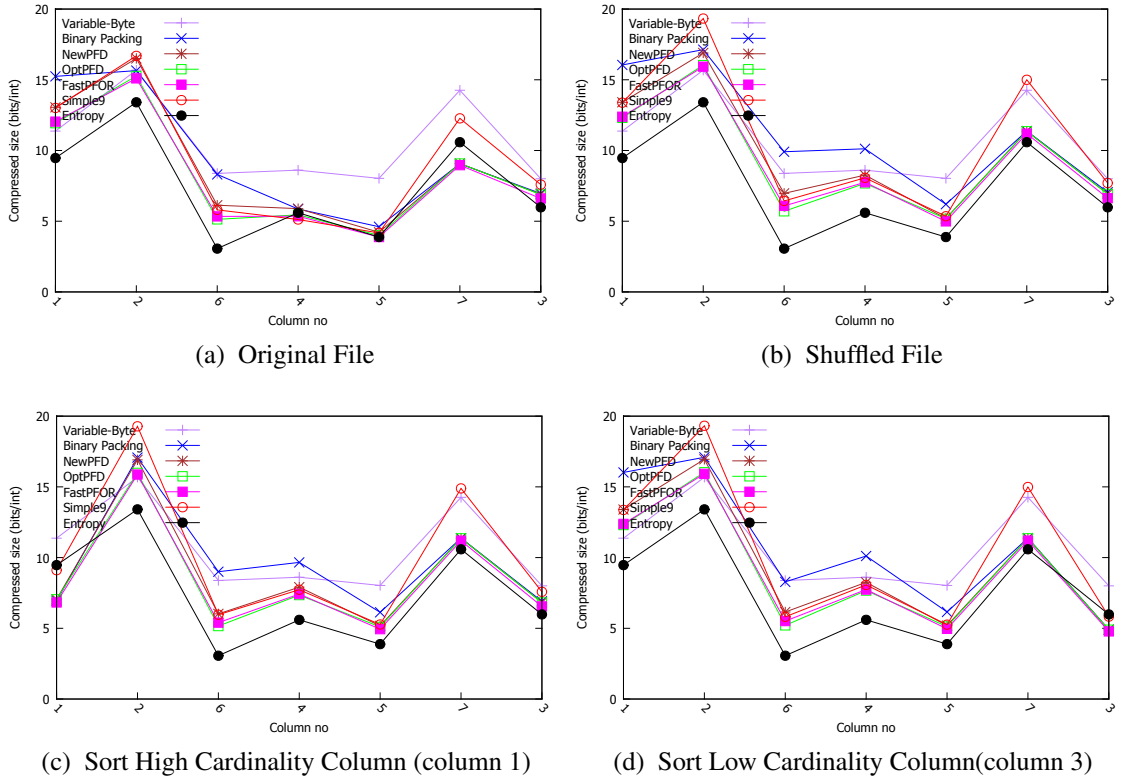 20
15
10
5
0
Compressed size (bits/int)
Variable-Byte
Binary Packing
NewPFD
OptPFD
FastPFOR
Simple9
Entropy
1 2 6 4 5 7 3
Column no
(a) Original File
20
15
10
5
0
Compressed size (bits/int)
Variable-Byte
Binary Packing
NewPFD
OptPFD
FastPFOR
Simple9
Entropy
1 2 6 4 5 7 3
Column no
(b) Shuffled File
20
15
10
5
0
Compressed size (bits/int)
Variable-Byte
Binary Packing
NewPFD
OptPFD
FastPFOR
Simple9
Entropy
1 2 6 4 5 7 3
Column no
(c) Sort High Cardinality Column (column 1)
20
15
10
5
0
Compressed size (bits/int)
Variable-Byte
Binary Packing
NewPFD
OptPFD
FastPFOR
Simple9
Entropy
1 2 6 4 5 7 3
Column no
(d) Sort Low Cardinality Column(column 3)